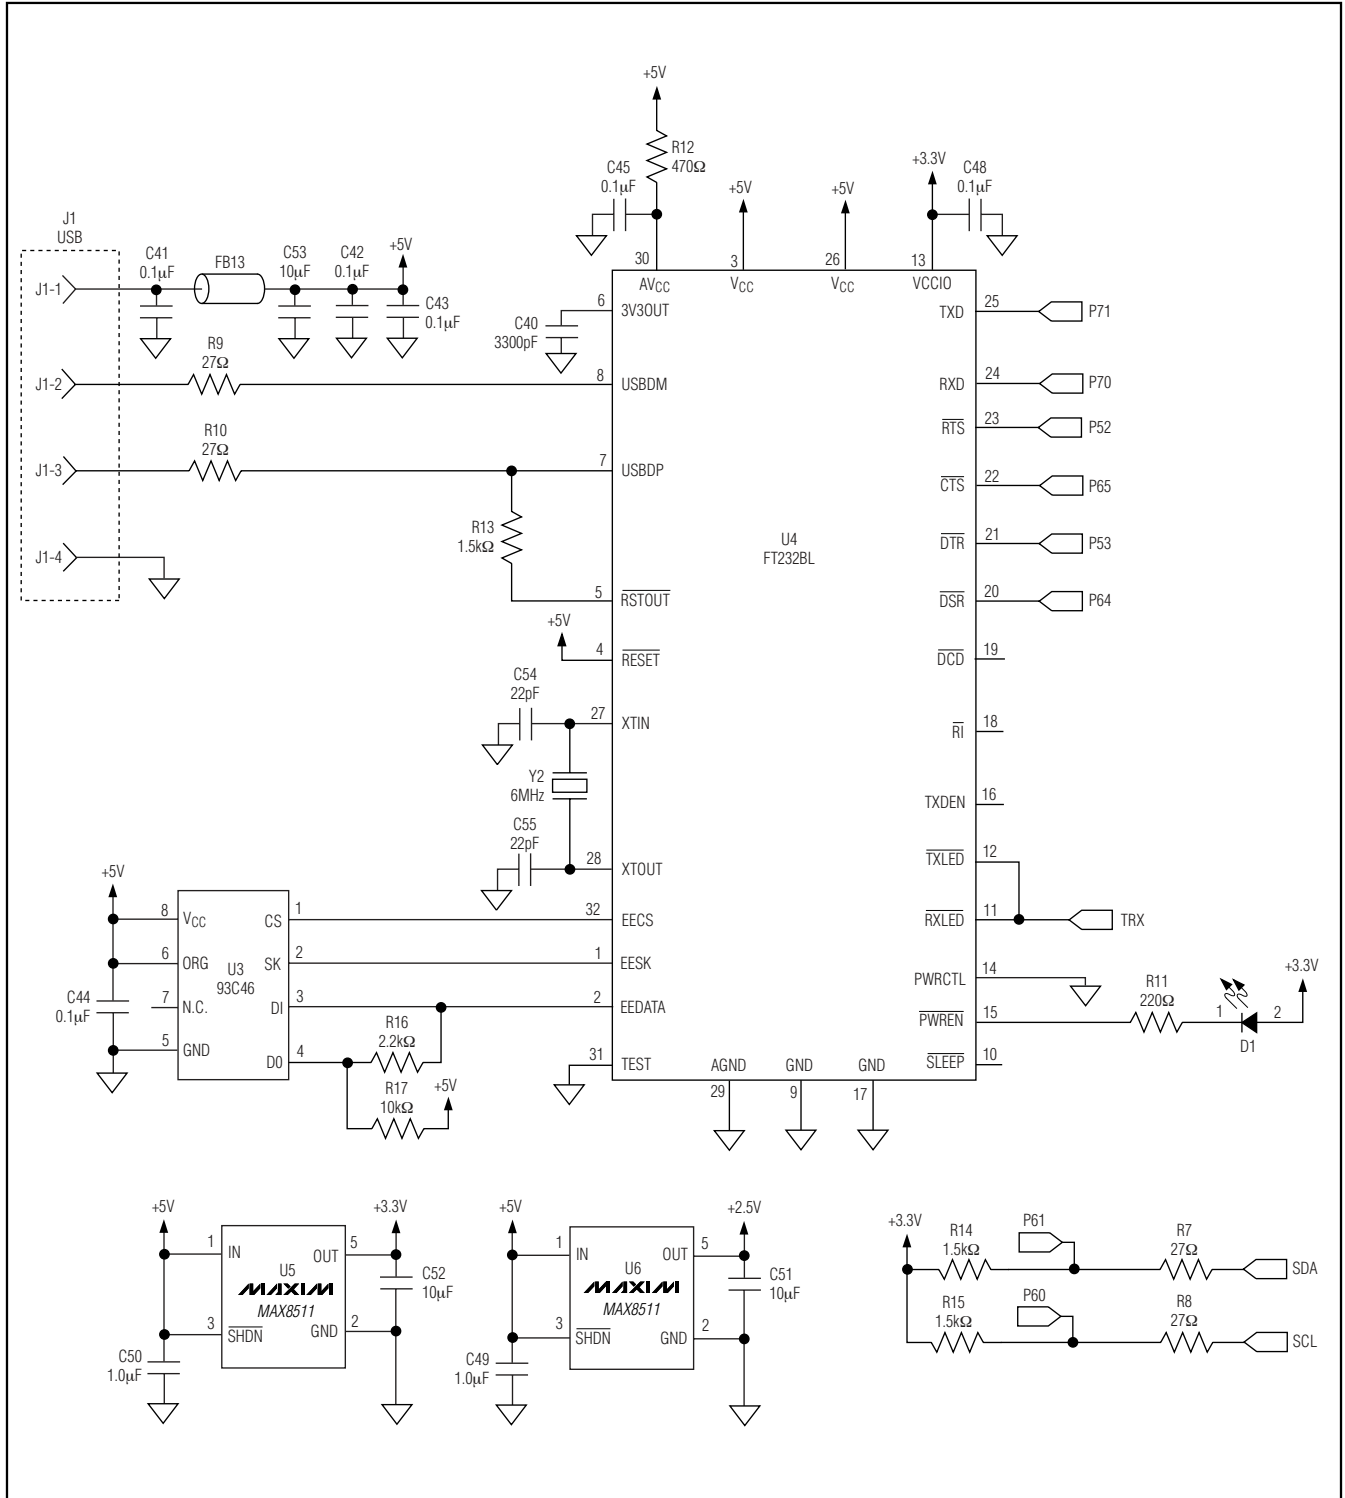 +5V
R12
470Ω
C45
0.1µF
+5V
+5V
+3.3V
C48
0.1µF
J1
USB
C41
0.1µF
FB13
C53
10µF
C42
0.1µF
+5V
C43
0.1µF
30
3
26
13
AVCC
VCC
VCC
VCCIO
J1-1
6
3V3OUT
TXD
25
P71
C40
3300pF
R9
27Ω
J1-2
8
USBDM
RXD
24
P70
RTS
23
P52
R10
27Ω
J1-3
7
USBDP
CTS
22
P65
R13
1.5kΩ
U4
FT232BL
DTR
21
P53
J1-4
5
RSTOUT
DSR
20
P64
+5V
4
RESET
DCD
19
C54
22pF
27
XTIN
RI
18
Y2
6MHz
TXDEN
16
C55
22pF
28
XTOUT
TXLED
12
+5V
8
VCC
CS
1
32
EECS
RXLED
11
TRX
6
ORG
U3
93C46
SK
2
1
EESK
PWRCTL
14
+3.3V
C44
0.1µF
7
N.C.
DI
3
2
EEDATA
PWREN
15
R11
220Ω
1
2
D1
5
GND
D0
4
R16
2.2kΩ
31
TEST
AGND
GND
GND
SLEEP
10
R17
10kΩ
+5V
29
9
17
+5V
+3.3V
1
IN
OUT
5
U5
MAXIM
MAX8511
C52
10µF
3
SHDN
GND
2
C50
1.0µF
+5V
+2.5V
1
IN
OUT
5
U6
MAXIM
MAX8511
C51
10µF
3
SHDN
GND
2
C49
1.0µF
+3.3V
R14
1.5kΩ
P61
R7
27Ω
SDA
R15
1.5kΩ
P60
R8
27Ω
SCL